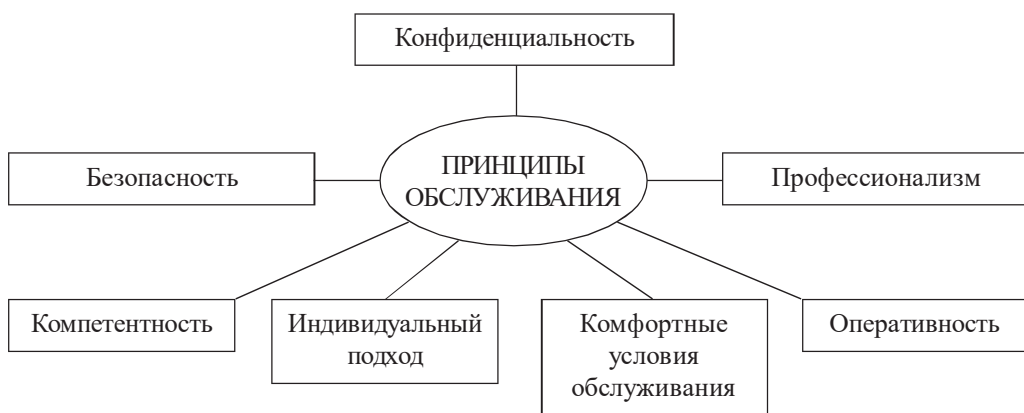 Конфиденциальность
Безопасность
ПРИНЦИПЫ
ОБСЛУЖИВАНИЯ
Профессионализм
Компетентность
Индивидуальный
подход
Комфортные
условия
обслуживания
Оперативность